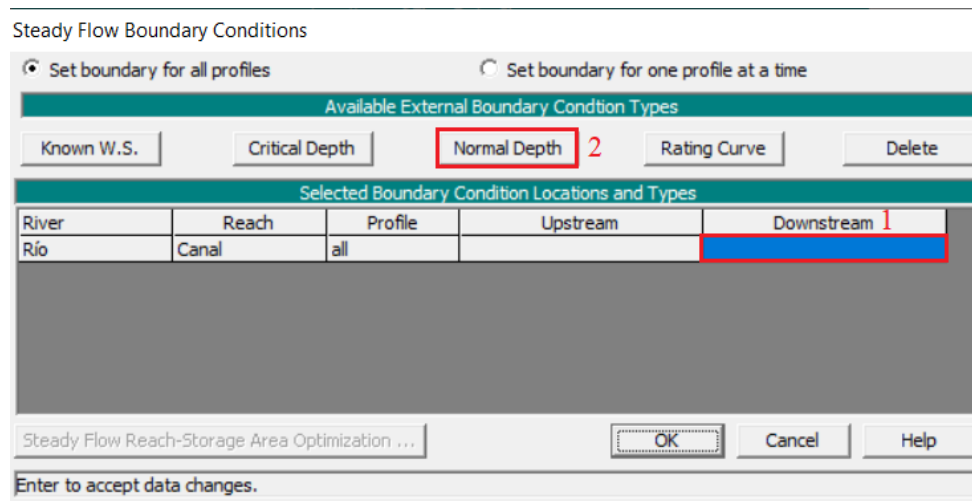 Steady Flow Boundary Conditions
Set boundary for all profiles Set boundary for one profile at a time
Available External Boundary Condtion Types
Known W.S. Critical Depth Normal Depth 2 Rating Curve Delete
Selected Boundary Condition Locations and Types
River Reach Profile Upstream Downstream 1
Río Canal all
Steady Flow Reach-Storage Area Optimization ... OK Cancel Help
Enter to accept data changes.